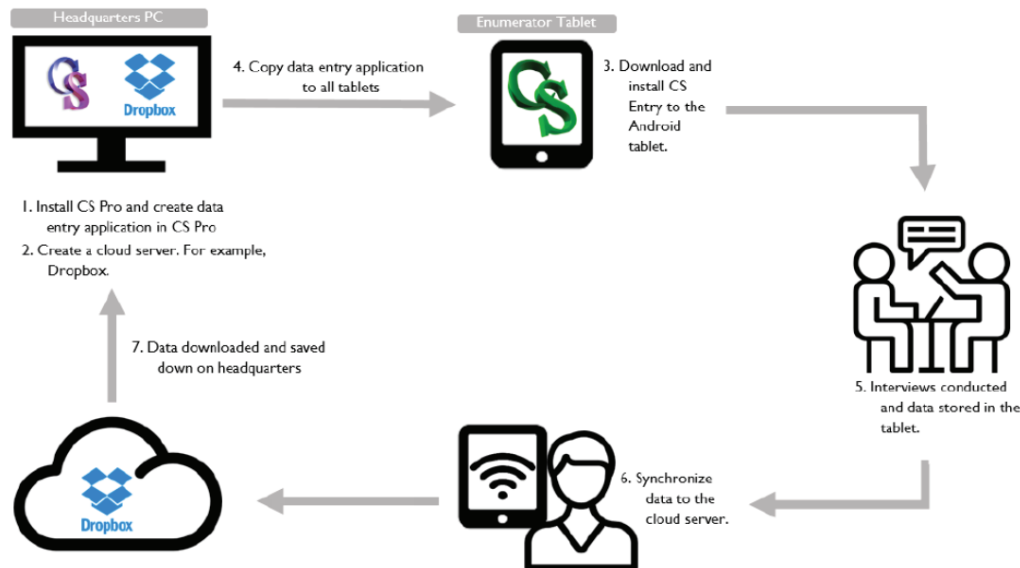 Headquarters PC
Enumerator Tablet
CS
Dropbox
4. Copy data entry application
to all tablets
CS
3. Download and
install CS
Entry to the
Android
tablet.
1. Install CS Pro and create data
entry application in CS Pro
2. Create a cloud server. For example,
Dropbox.
7. Data downloaded and saved
down on headquarters
5. Interviews conducted
and data stored in the
tablet.
6. Synchronize
data to the
cloud server.
Dropbox